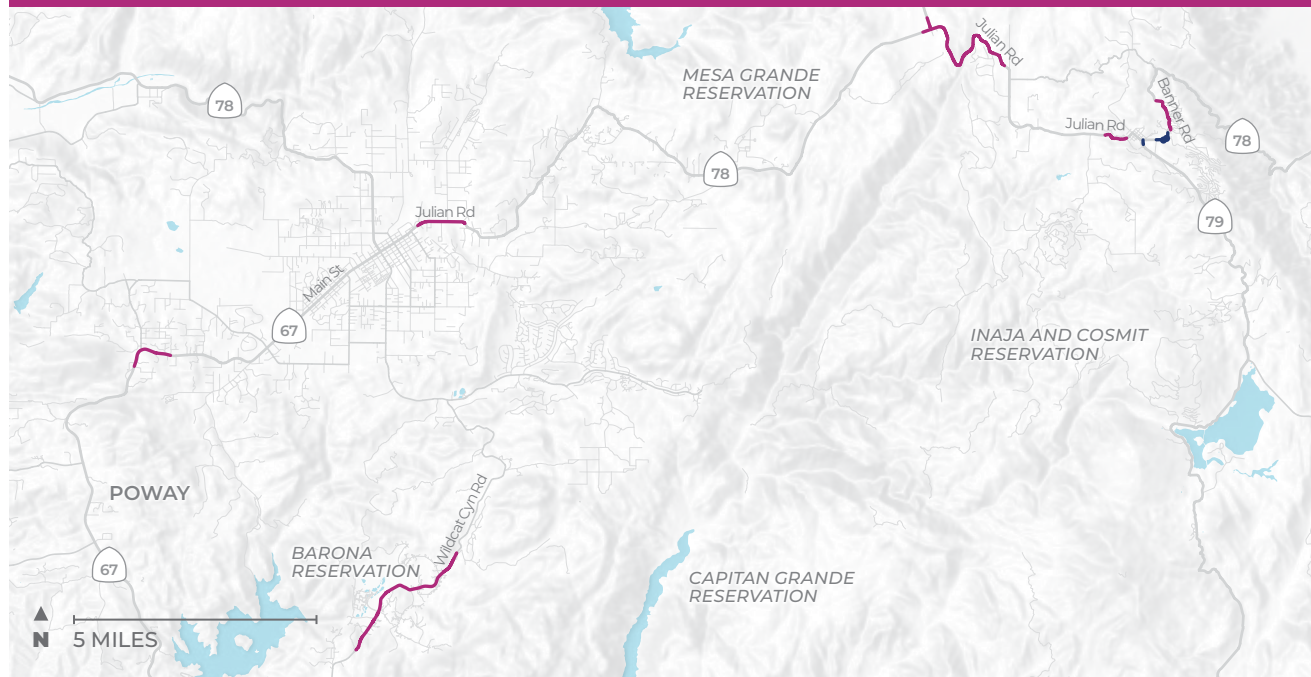 Julian Rd
MESA GRANDE
RESERVATION
78
Banner Rd
Julian Rd
78
78
Julian Rd
79
Main St
67
INAJA AND COSMIT
RESERVATION
POWAY
Wildcat Cyn Rd
BARONA
RESERVATION
67
CAPITAN GRANDE
RESERVATION
N
5 MILES